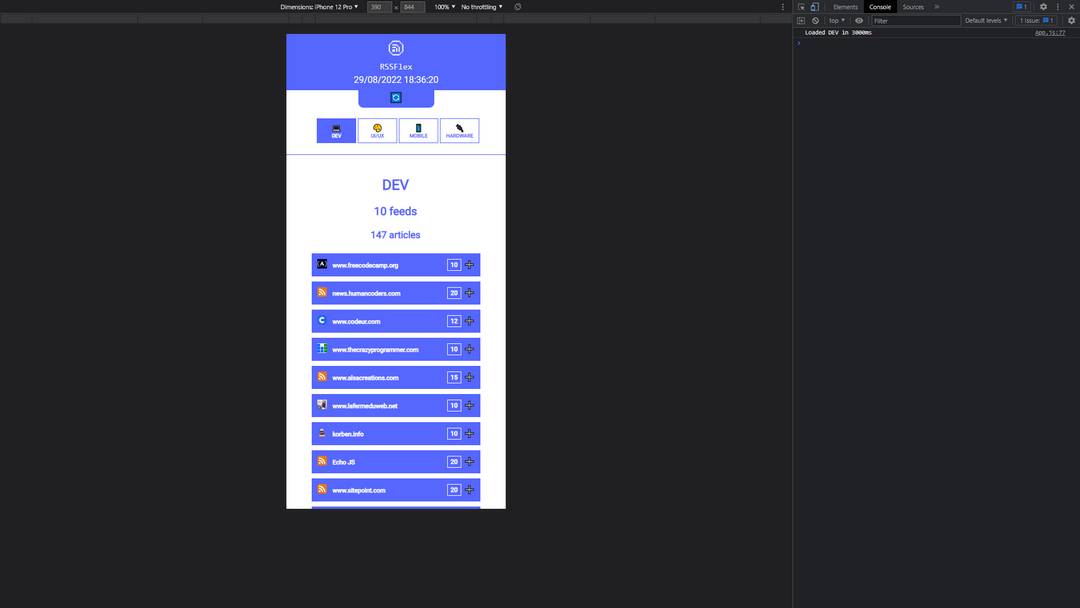 Dimensions: iPhone 12 Pro ▼ 390 × 844 100% ▼ No throttling ▼
Elements Console Sources » 1
top ▼ Filter Default levels ▼ 1 Issue: 1
Loaded DEV in 3000ms App.js:77
RSSFlex
29/08/2022 18:36:20
DEV UI/UX MOBILE HARDWARE
DEV
10 feeds
147 articles
www.freecodecamp.org 10
news.humancoders.com 20
www.codeur.com 12
www.thecrazyprogrammer.com 10
www.alsacreations.com 15
www.lafermeduweb.net 10
korben.info 10
Echo JS 20
www.sitepoint.com 20